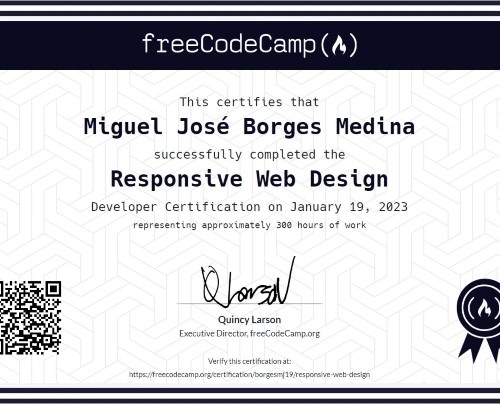 freeCodeCamp
This certifies that
Miguel José Borges Medina
successfully completed the
Responsive Web Design
Developer Certification on January 19, 2023
representing approximately 300 hours of work
Quincy Larson
Executive Director, freeCodeCamp.org
Verify this certification at:
https://freecodecamp.org/certification/borgesmj19/responsive-web-design